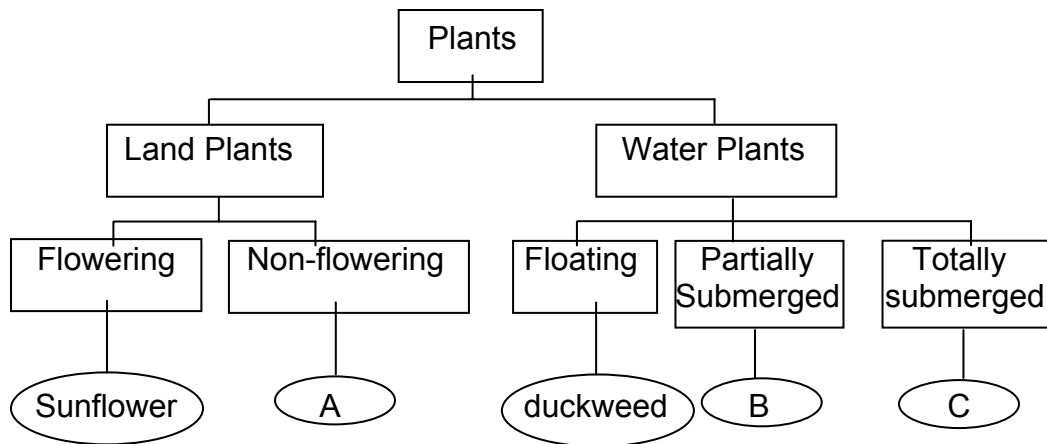 Plants
Land Plants
Water Plants
Flowering
Non-flowering
Floating
Partially
Submerged
Totally
submerged
Sunflower
A
duckweed
B
C